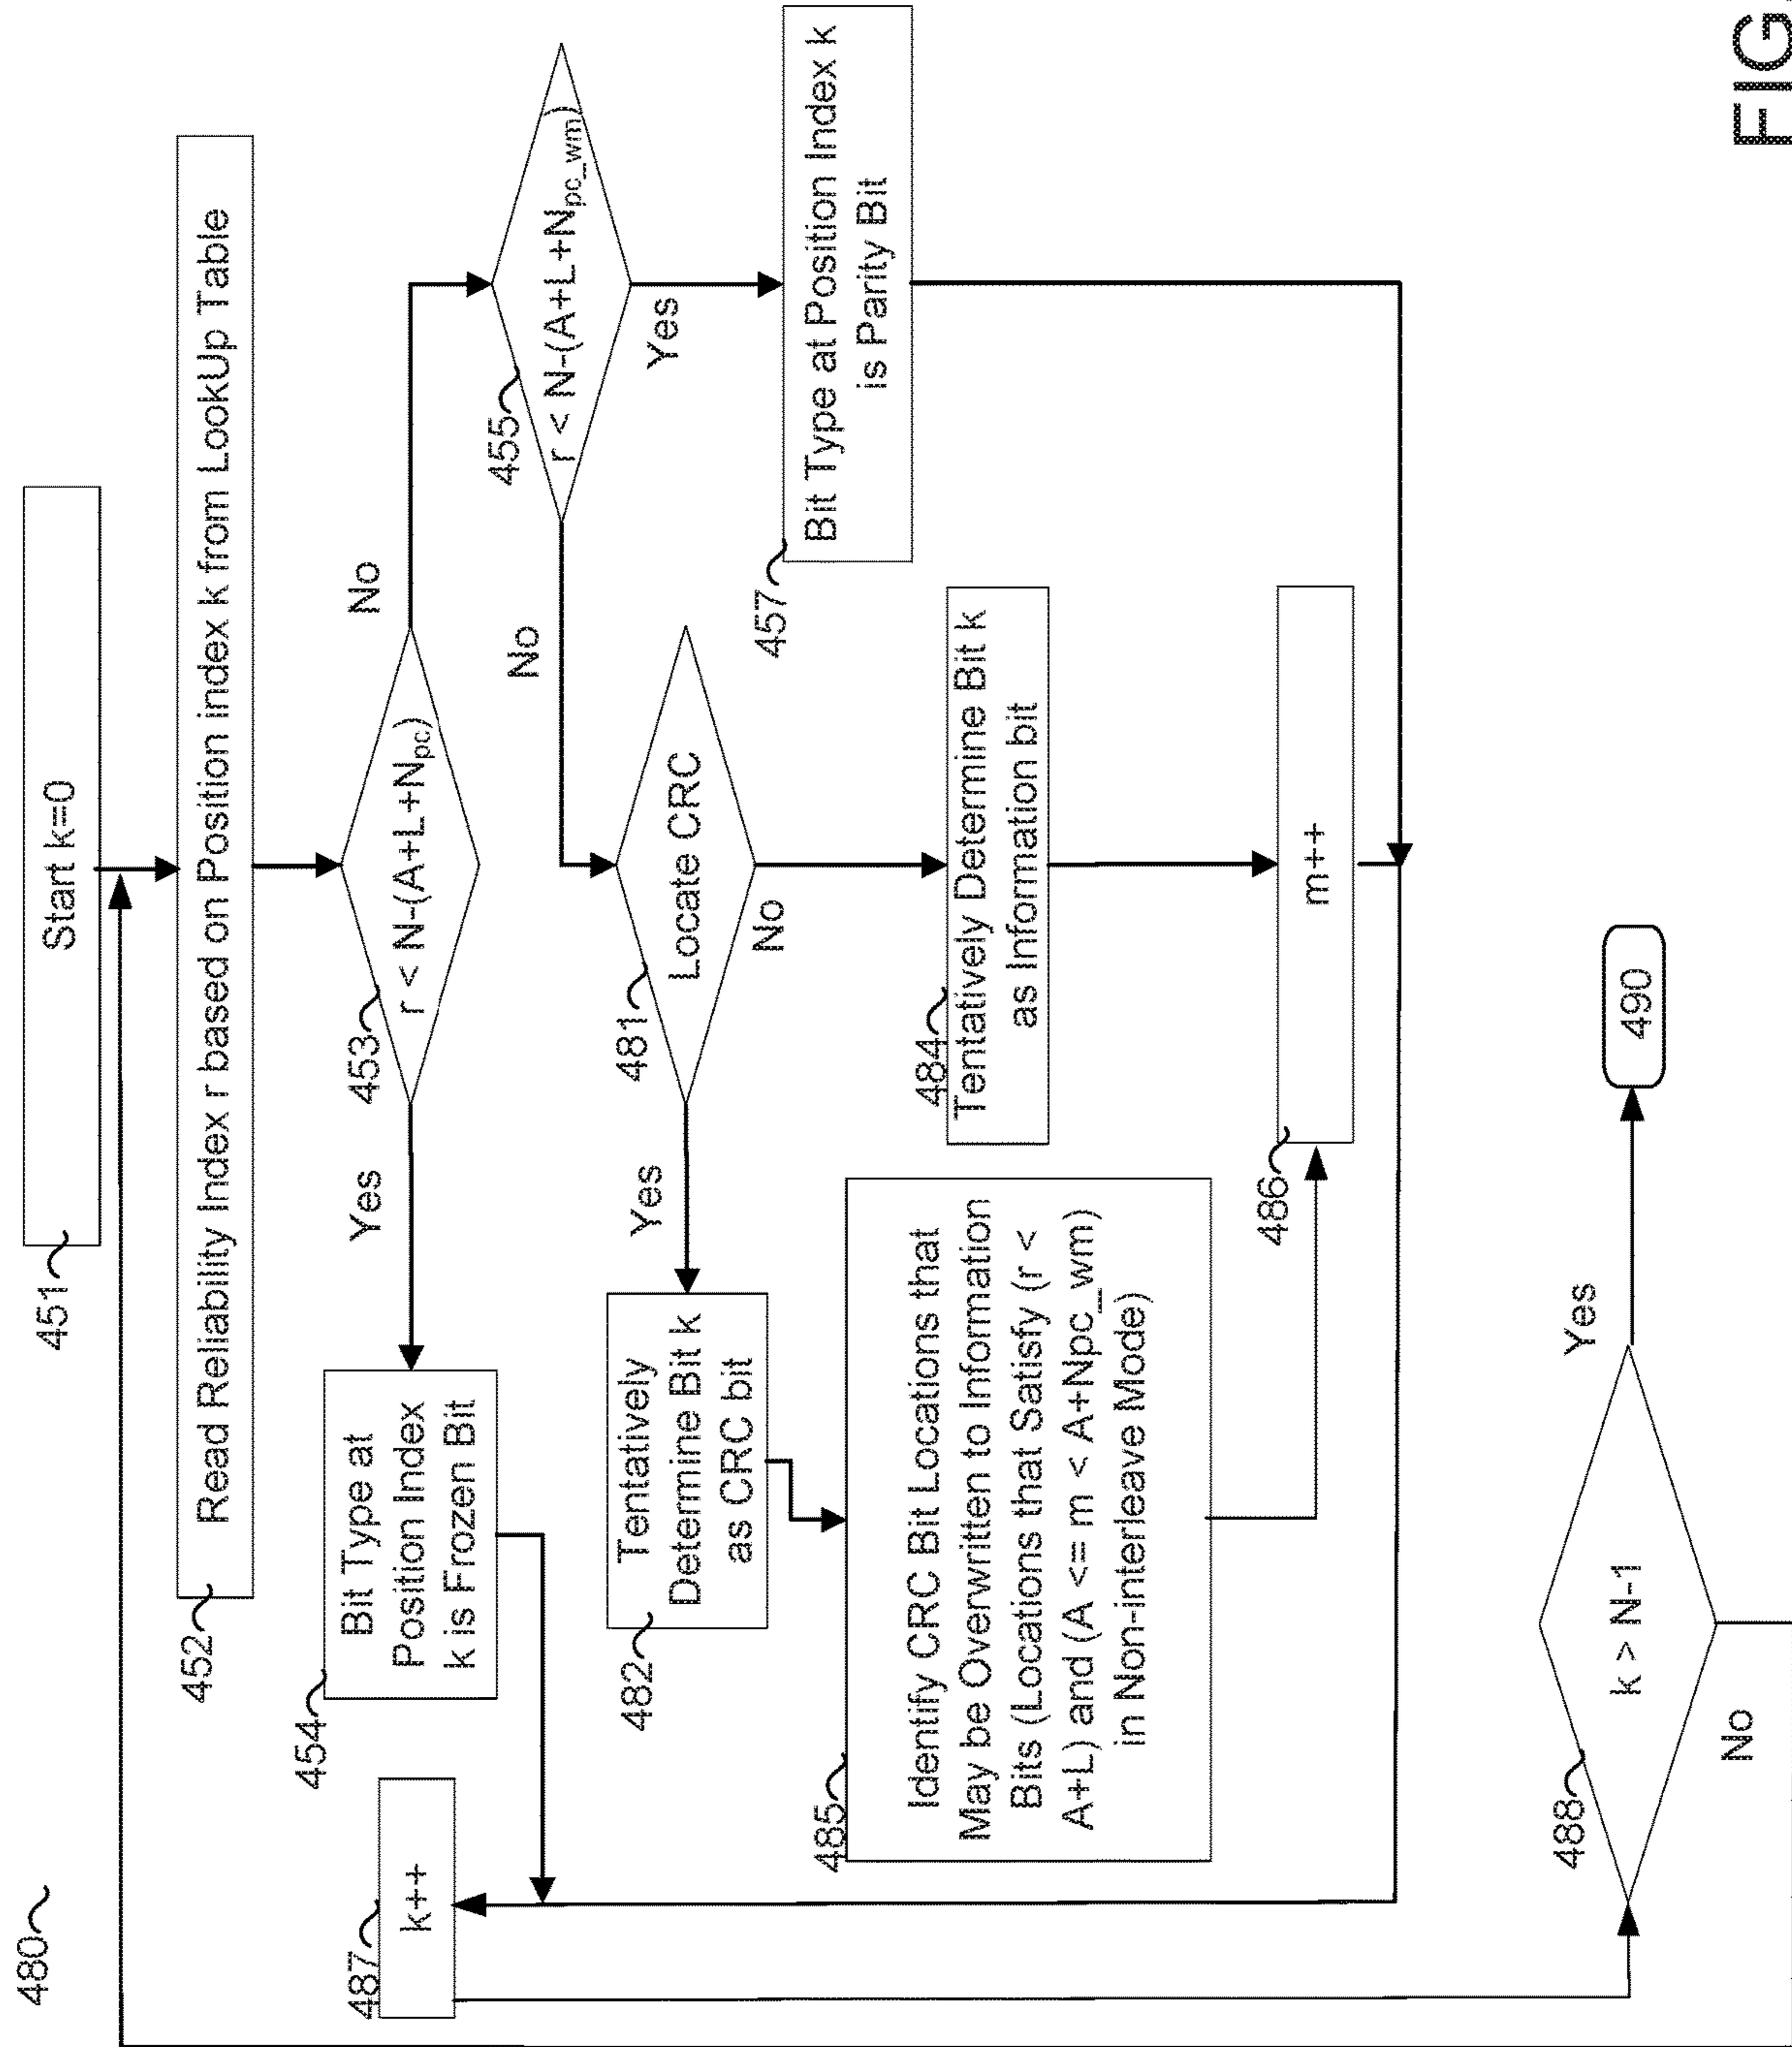 480
451
Start k=0
452
Read Reliability Index r based on Position index k from LookUp Table
453
r < N-(A+L+Npc)
Yes
No
454
Bit Type at
Position Index
k is Frozen Bit
455
r < N-(A+L+Npc_wm)
No
Yes
487
k++
481
Locate CRC
Yes
No
457
Bit Type at Position Index k
is Parity Bit
482
Tentatively
Determine Bit k
as CRC bit
484
Tentatively Determine Bit k
as Information bit
485
Identify CRC Bit Locations that
May be Overwritten to Information
Bits (Locations that Satisfy (r <
A+L) and (A <= m < A+Npc_wm)
in Non-interleave Mode)
486
m++
488
k > N-1
Yes
No
490
FIG.